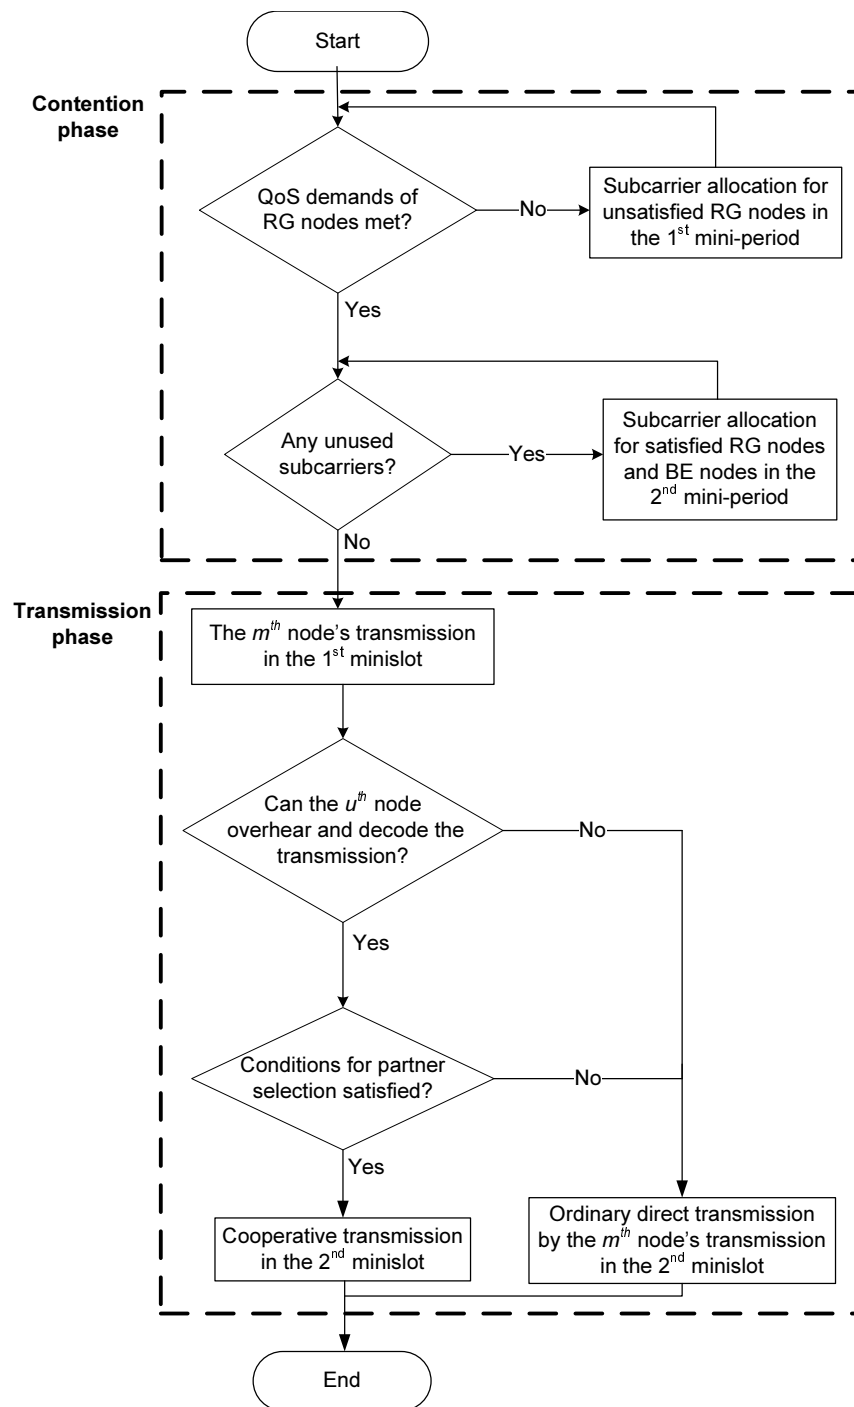 Start
Contention
phase
QoS demands of
RG nodes met?
No
Subcarrier allocation for
unsatisfied RG nodes in
the 1st mini-period
Yes
Any unused
subcarriers?
Yes
Subcarrier allocation
for satisfied RG nodes
and BE nodes in the
2nd mini-period
No
Transmission
phase
The mth node’s transmission
in the 1st minislot
Can the uth node
overhear and decode the
transmission?
No
Yes
Conditions for partner
selection satisfied?
No
Yes
Cooperative transmission
in the 2nd minislot
Ordinary direct transmission
by the mth node’s transmission
in the 2nd minislot
End